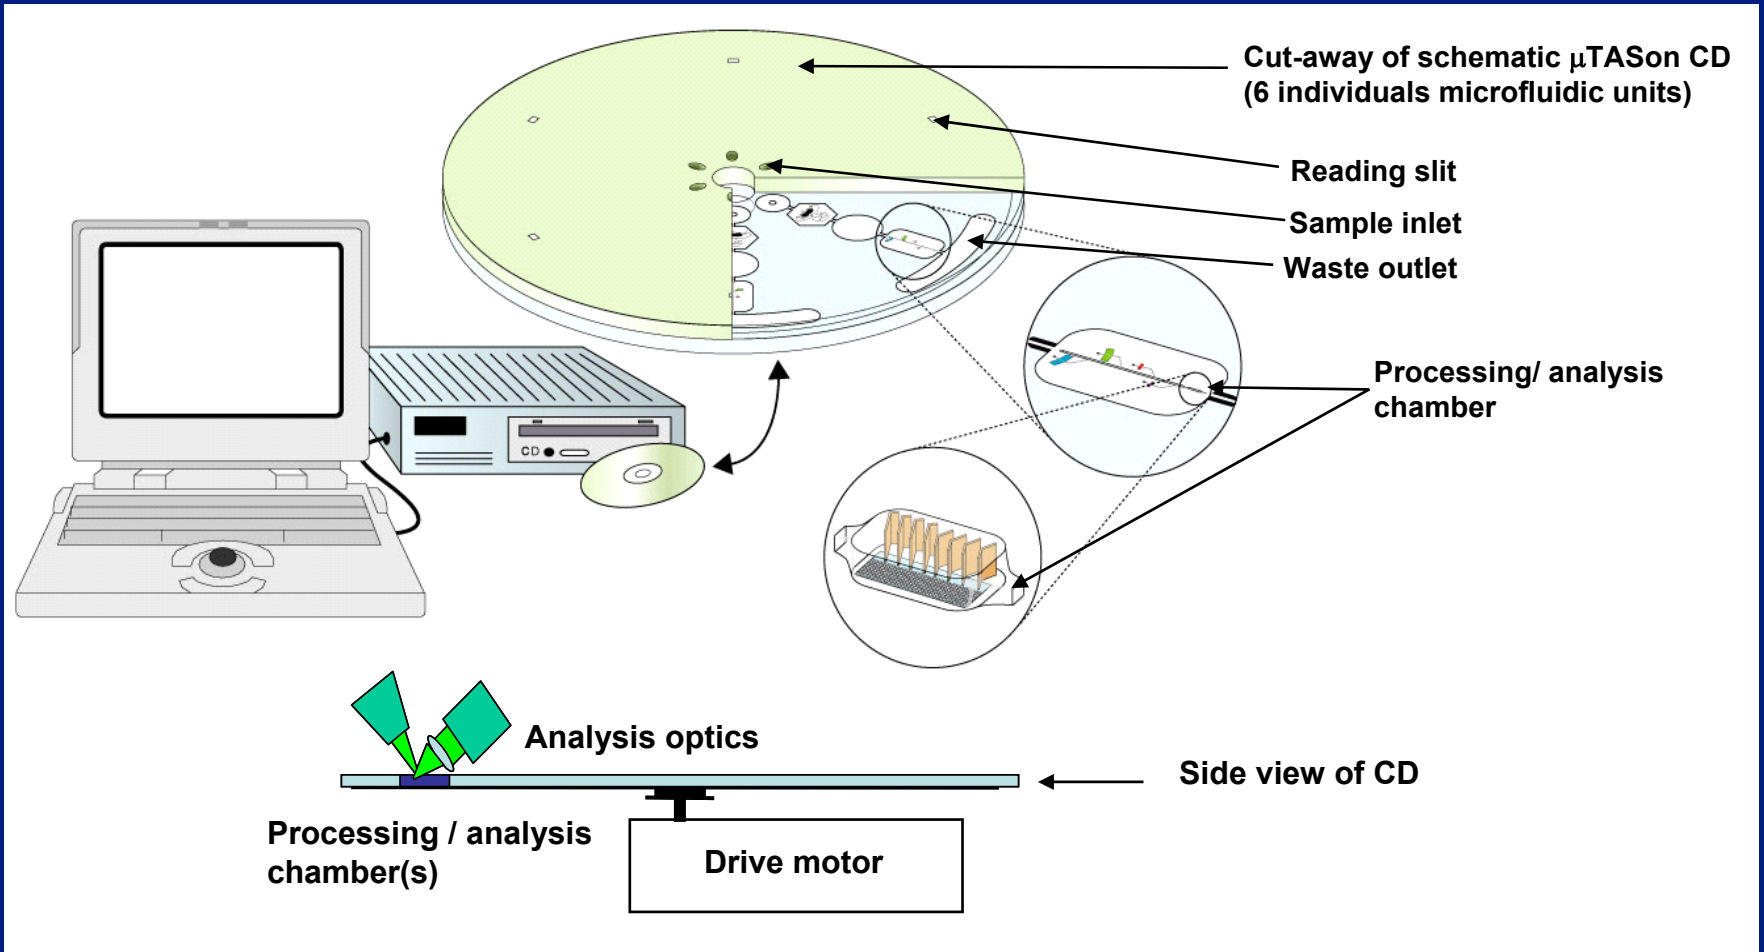 Cut-away of schematic μTASon CD
(6 individuals microfluidic units)
Reading slit
Sample inlet
Waste outlet
Processing/ analysis
chamber
CD
Analysis optics
Side view of CD
Processing / analysis
chamber(s)
Drive motor